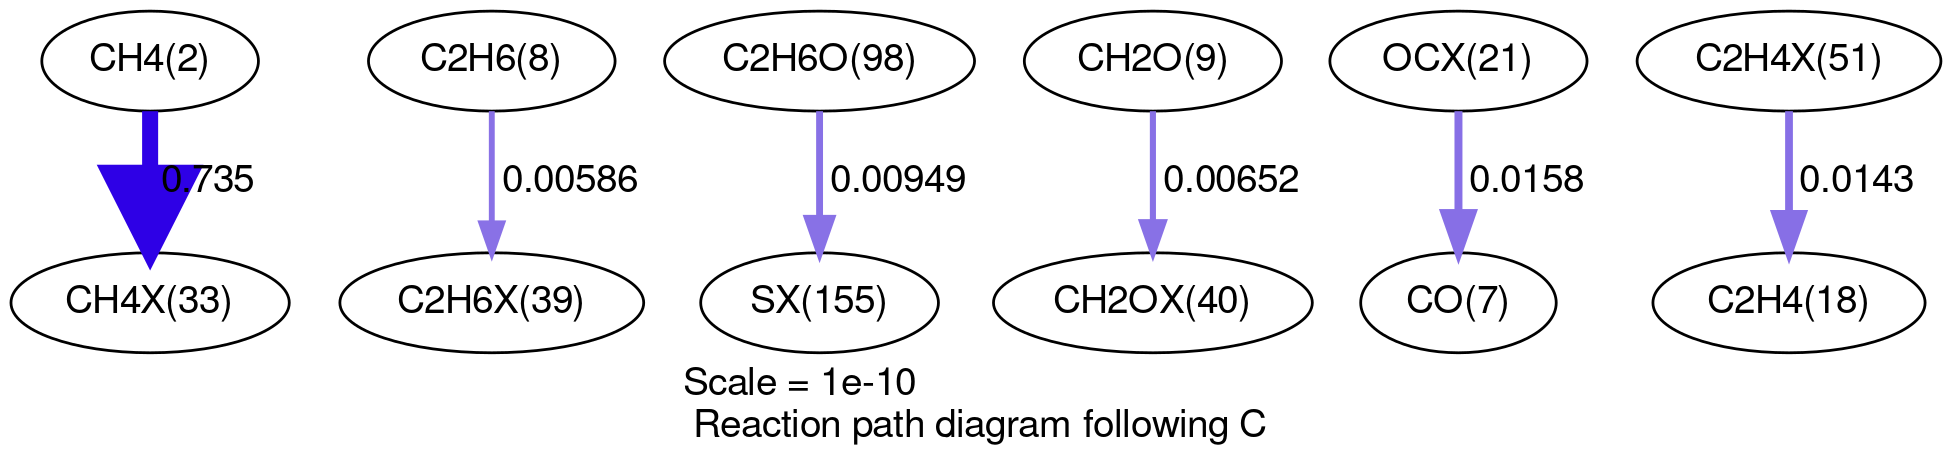 CH4(2) C2H6(8) C2H6O(98) CH2O(9) OCX(21) C2H4X(51)
0.735 0.00586 0.00949 0.00652 0.0158 0.0143
CH4X(33) C2H6X(39) SX(155) CH2OX(40) CO(7) C2H4(18)
Scale = 1e-10
Reaction path diagram following C